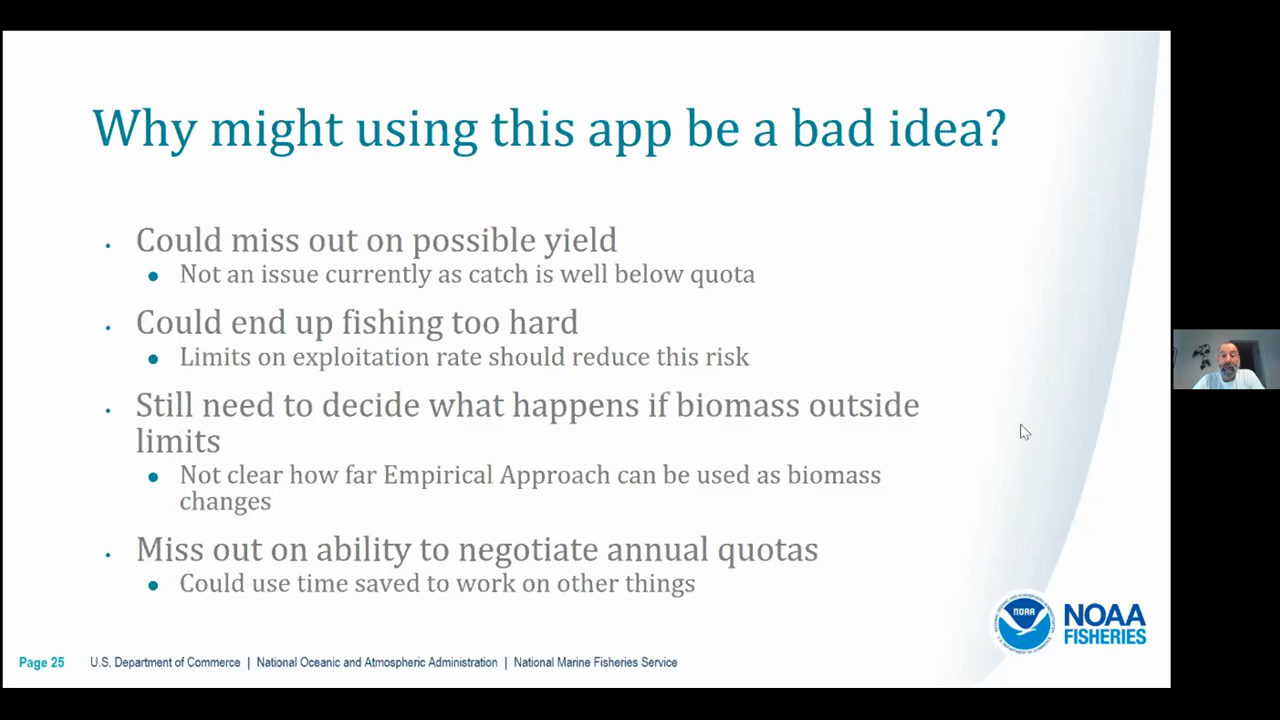 Why might using this app be a bad idea?
• Could miss out on possible yield
• Not an issue currently as catch is well below quota
• Could end up fishing too hard
• Limits on exploitation rate should reduce this risk
• Still need to decide what happens if biomass outside
limits
• Not clear how far Empirical Approach can be used as biomass
changes
• Miss out on ability to negotiate annual quotas
• Could use time saved to work on other things
NOAA
NOAA
FISHERIES
Page 25 U.S. Department of Commerce | National Oceanic and Atmospheric Administration | National Marine Fisheries Service